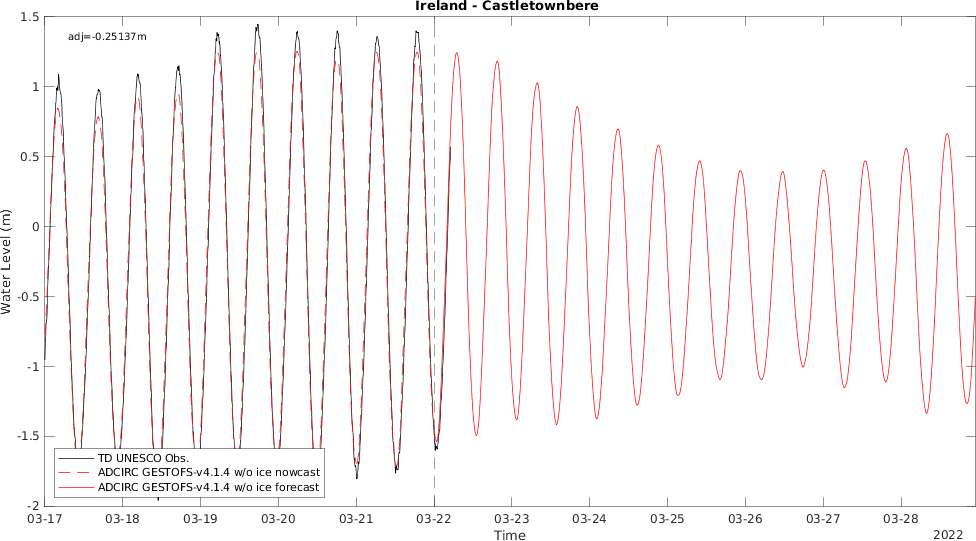 Ireland - Castletownbere
adj=-0.25137m
1.5
1
0.5
0
-0.5
-1
-1.5
-2
Water Level (m)
TD UNESCO Obs.
ADCIRC GESTOFS-v4.1.4 w/o ice nowcast
ADCIRC GESTOFS-v4.1.4 w/o ice forecast
03-17 03-18 03-19 03-20 03-21 03-22 03-23 03-24 03-25 03-26 03-27 03-28
Time
2022